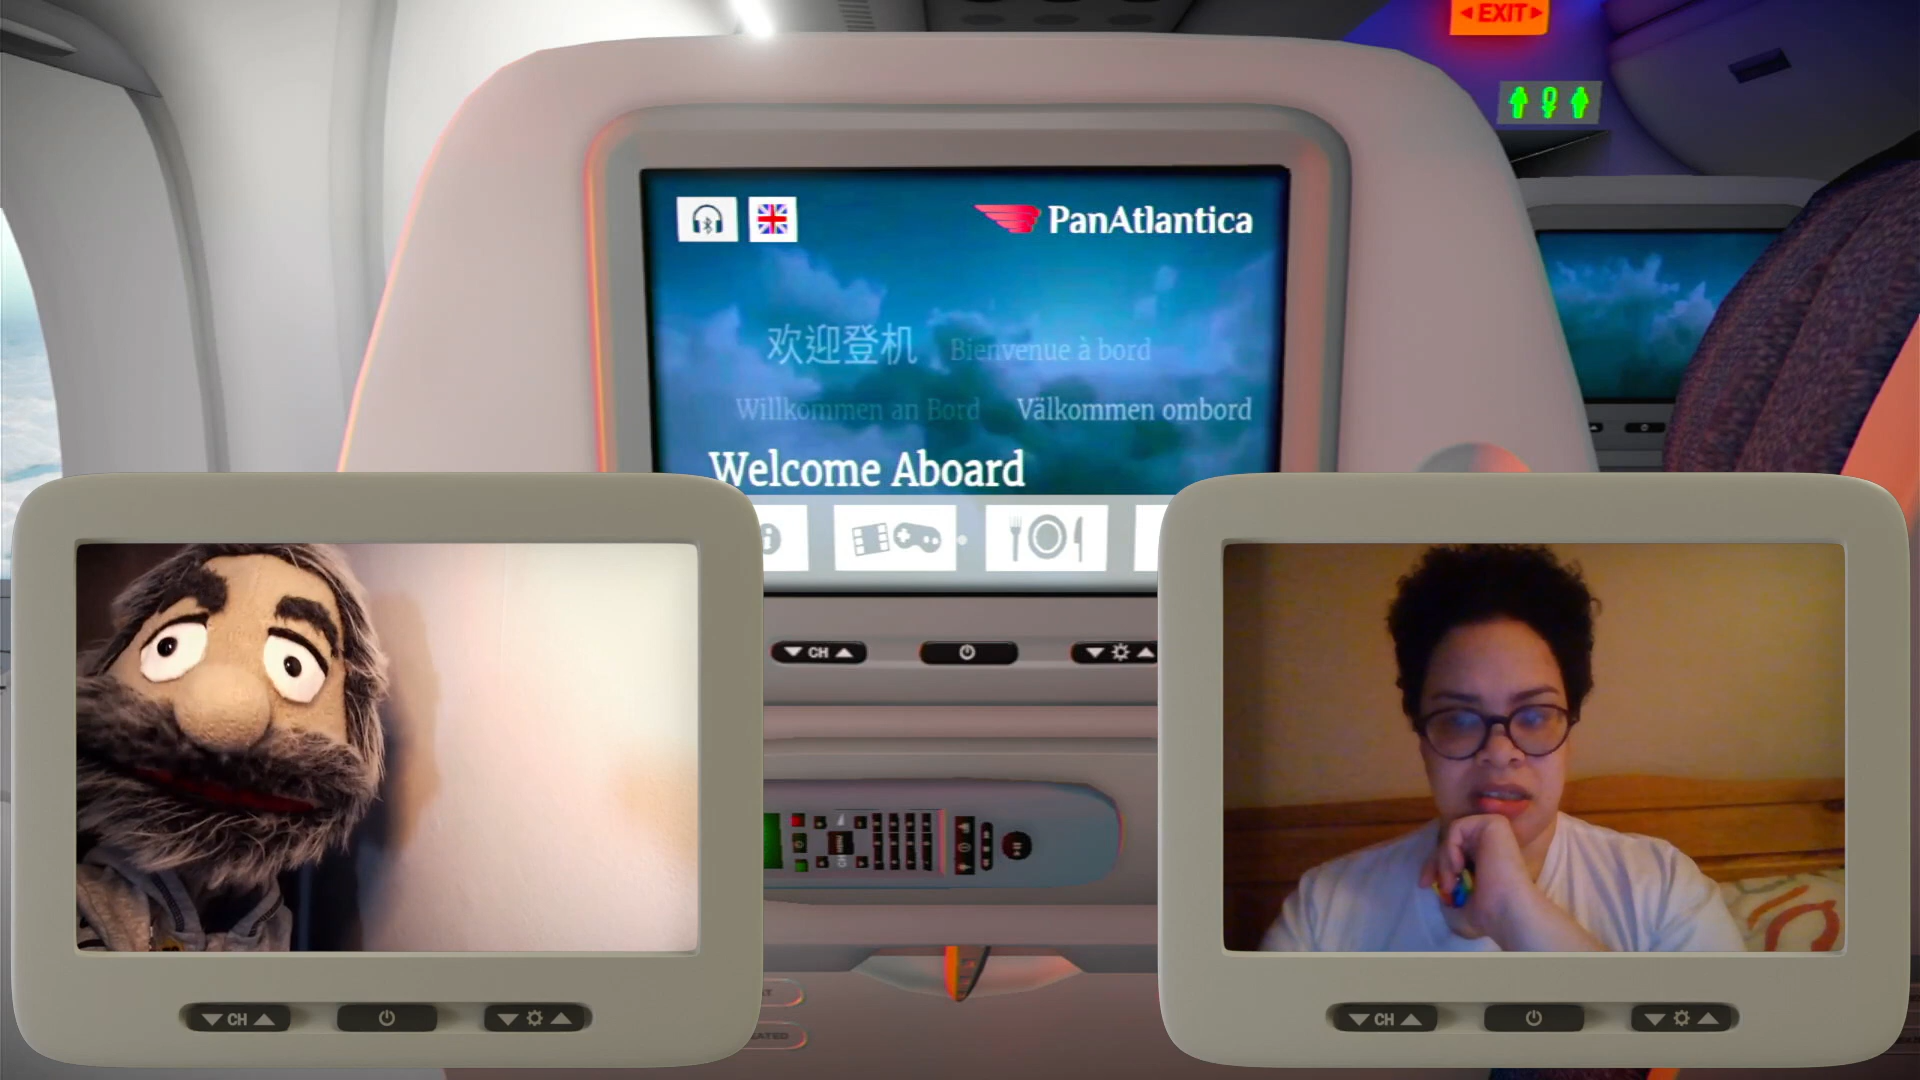 EXIT
PanAtlantica
欢迎登机
Bienvenue à bord
Willkommen an Bord
Välkommen ombord
Welcome Aboard
CH
CH
CH